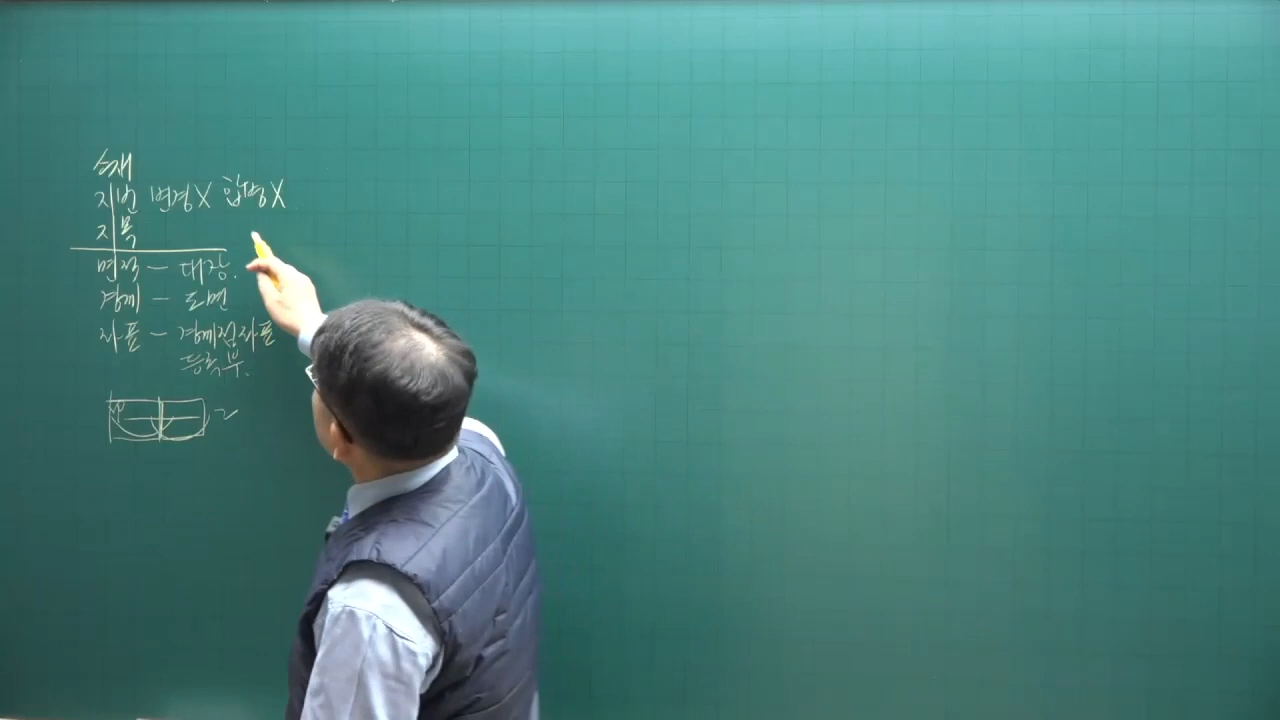 소재
지번 변경X 합병X
지목
면적 - 대장.
경계 - 도면
좌표 - 경계점좌표
등록부.